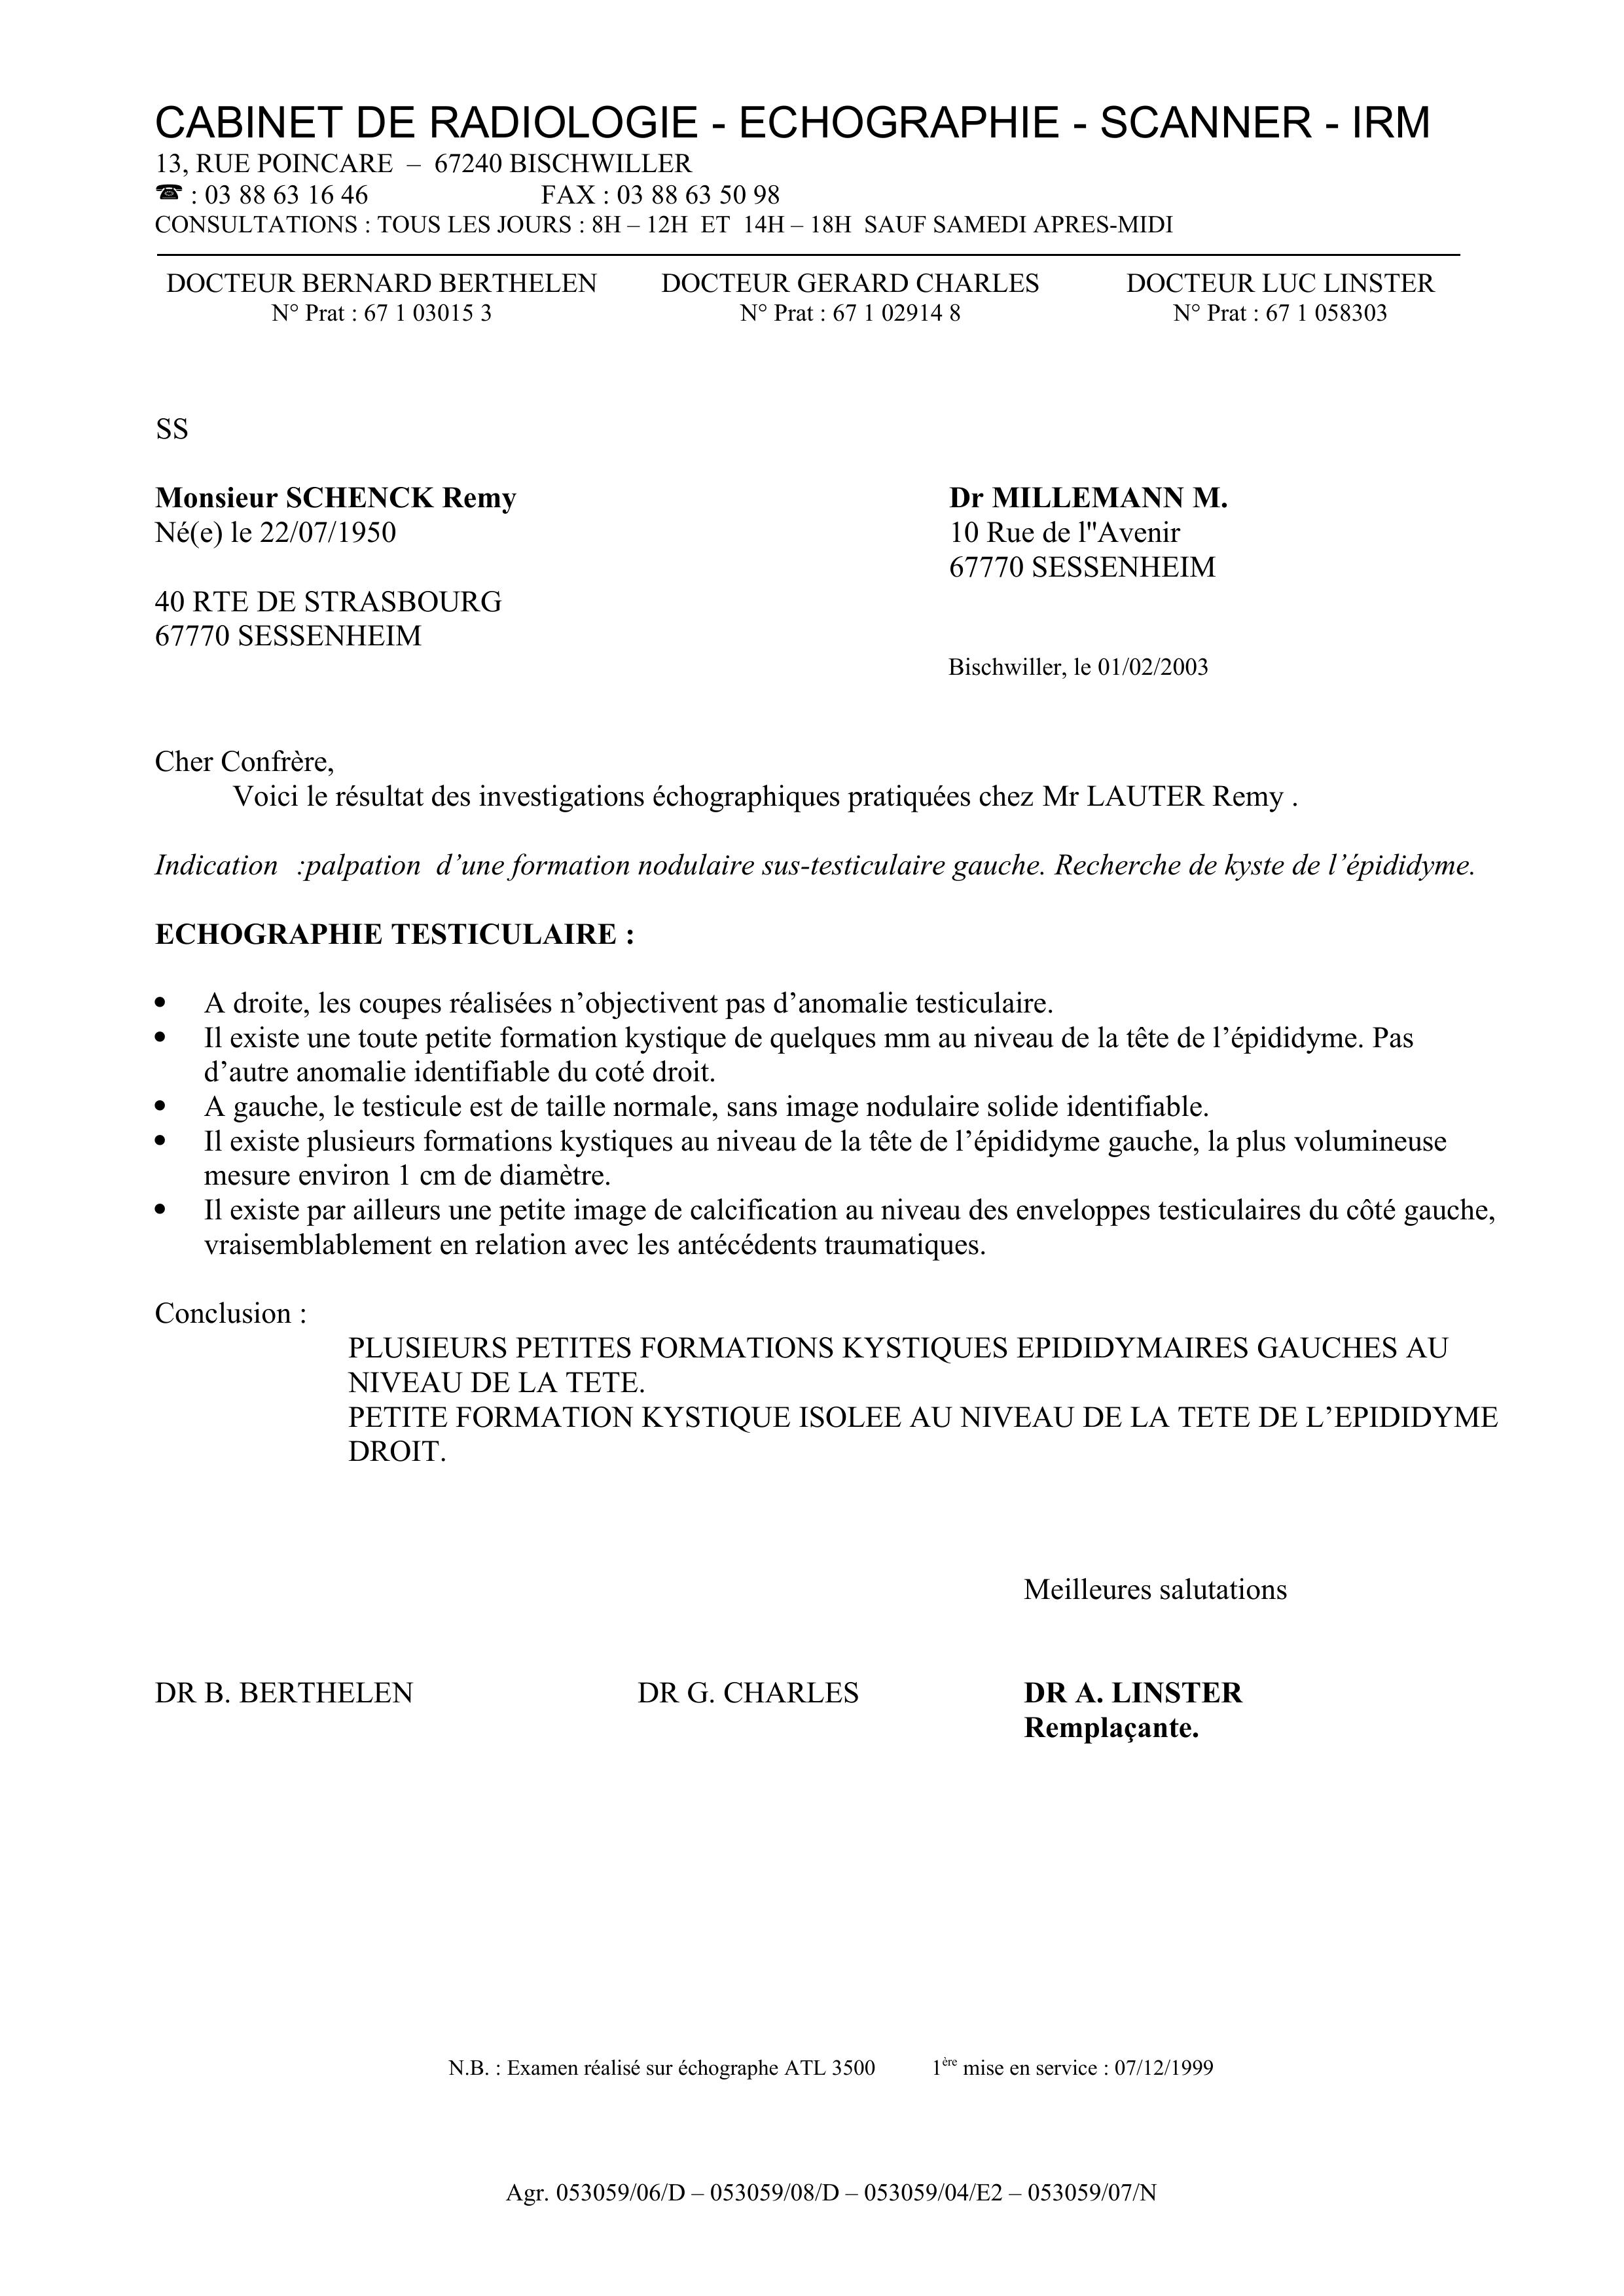 CABINET DE RADIOLOGIE - ECHOGRAPHIE - SCANNER - IRM
13, RUE POINCARE – 67240 BISCHWILLER
☎ : 03 88 63 16 46 FAX : 03 88 63 50 98
CONSULTATIONS : TOUS LES JOURS : 8H – 12H ET 14H – 18H SAUF SAMEDI APRES-MIDI
DOCTEUR BERNARD BERTHELEN DOCTEUR GERARD CHARLES DOCTEUR LUC LINSTER
N° Prat : 67 1 03015 3 N° Prat : 67 1 02914 8 N° Prat : 67 1 058303
SS
Monsieur SCHENCK Remy Dr MILLEMANN M.
Né(e) le 22/07/1950 10 Rue de l''Avenir
67770 SESSENHEIM
40 RTE DE STRASBOURG
67770 SESSENHEIM
Bischwiller, le 01/02/2003
Cher Confrère,
Voici le résultat des investigations échographiques pratiquées chez Mr LAUTER Remy .
Indication :palpation d’une formation nodulaire sus-testiculaire gauche. Recherche de kyste de l’épididyme.
ECHOGRAPHIE TESTICULAIRE :
• A droite, les coupes réalisées n’objectivent pas d’anomalie testiculaire.
• Il existe une toute petite formation kystique de quelques mm au niveau de la tête de l’épididyme. Pas
d’autre anomalie identifiable du coté droit.
• A gauche, le testicule est de taille normale, sans image nodulaire solide identifiable.
• Il existe plusieurs formations kystiques au niveau de la tête de l’épididyme gauche, la plus volumineuse
mesure environ 1 cm de diamètre.
• Il existe par ailleurs une petite image de calcification au niveau des enveloppes testiculaires du côté gauche,
vraisemblablement en relation avec les antécédents traumatiques.
Conclusion :
PLUSIEURS PETITES FORMATIONS KYSTIQUES EPIDIDYMAIRES GAUCHES AU
NIVEAU DE LA TETE.
PETITE FORMATION KYSTIQUE ISOLEE AU NIVEAU DE LA TETE DE L’EPIDIDYME
DROIT.
Meilleures salutations
DR B. BERTHELEN DR G. CHARLES DR A. LINSTER
Remplaçante.
N.B. : Examen réalisé sur échographe ATL 3500 1ère mise en service : 07/12/1999
Agr. 053059/06/D – 053059/08/D – 053059/04/E2 – 053059/07/N